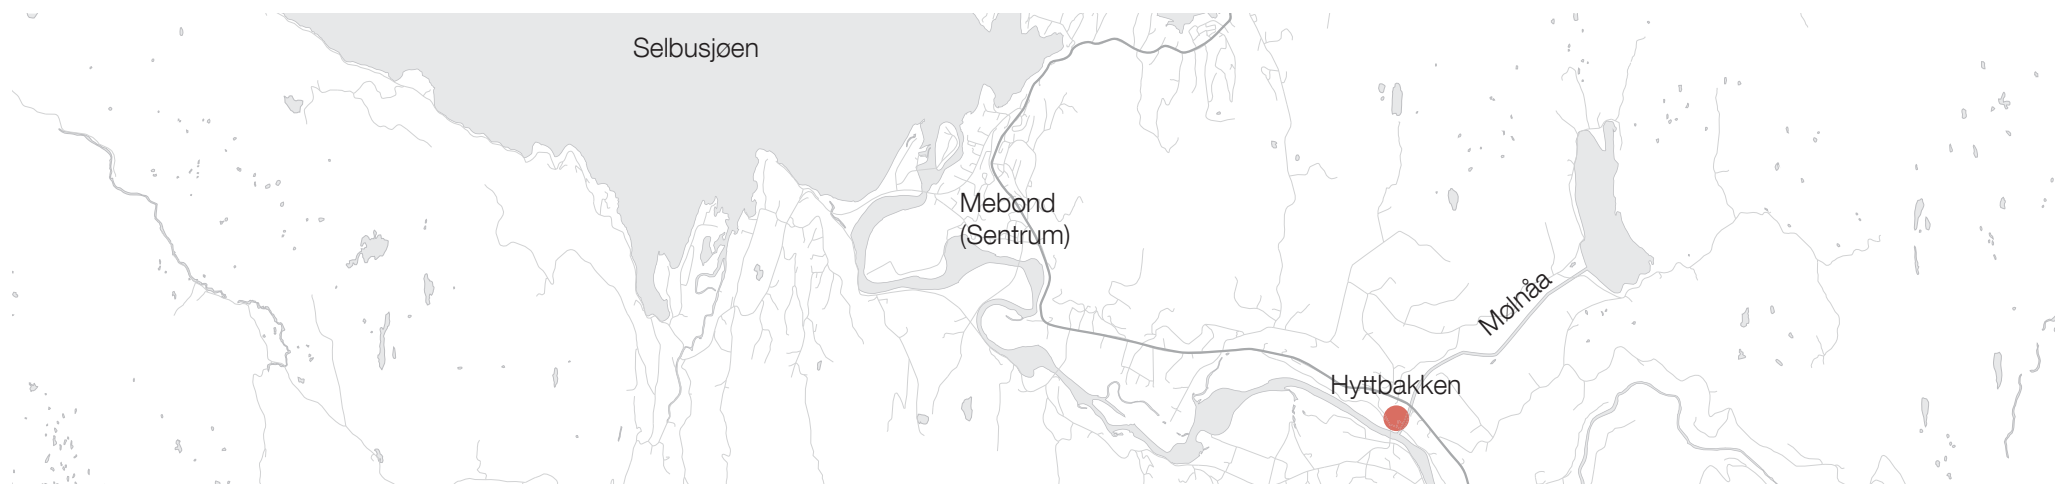 Selbusjøen
Mebond
(Sentrum)
Mølnåa
Hyttbakken